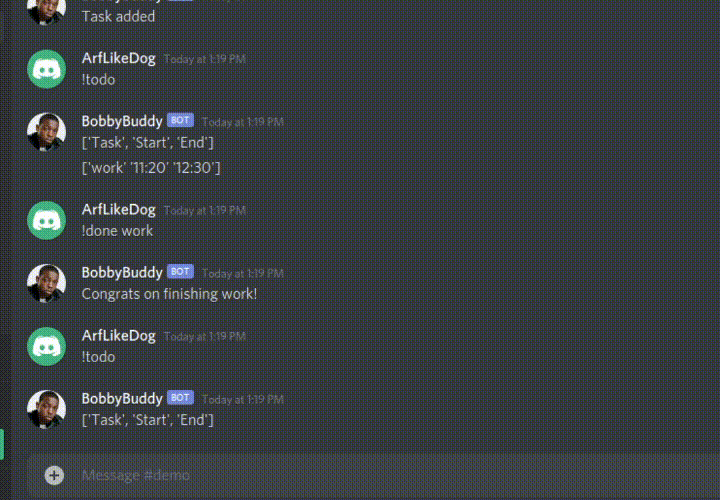 Task added
ArfLikeDog Today at 1:19 PM
!todo
BobbyBuddy BOT Today at 1:19 PM
['Task', 'Start', 'End']
['work' '11:20' '12:30']
ArfLikeDog Today at 1:19 PM
!done work
BobbyBuddy BOT Today at 1:19 PM
Congrats on finishing work!
ArfLikeDog Today at 1:19 PM
!todo
BobbyBuddy BOT Today at 1:19 PM
['Task', 'Start', 'End']
Message #demo